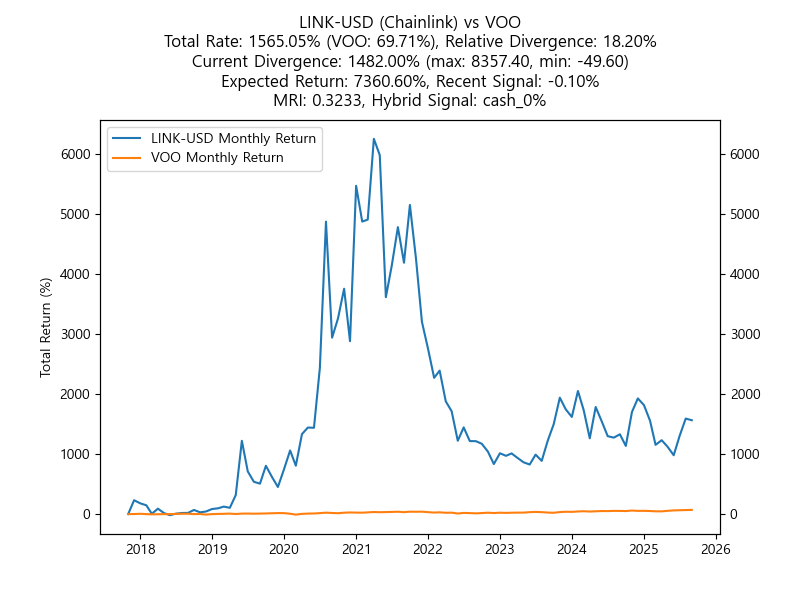 LINK-USD (Chainlink) vs VOO
Total Rate: 1565.05% (VOO: 69.71%), Relative Divergence: 18.20%
Current Divergence: 1482.00% (max: 8357.40, min: -49.60)
Expected Return: 7360.60%, Recent Signal: -0.10%
MRI: 0.3233, Hybrid Signal: cash_0%
LINK-USD Monthly Return
VOO Monthly Return
Total Return (%)
6000
5000
4000
3000
2000
1000
0
6000
5000
4000
3000
2000
1000
0
2018 2019 2020 2021 2022 2023 2024 2025 2026